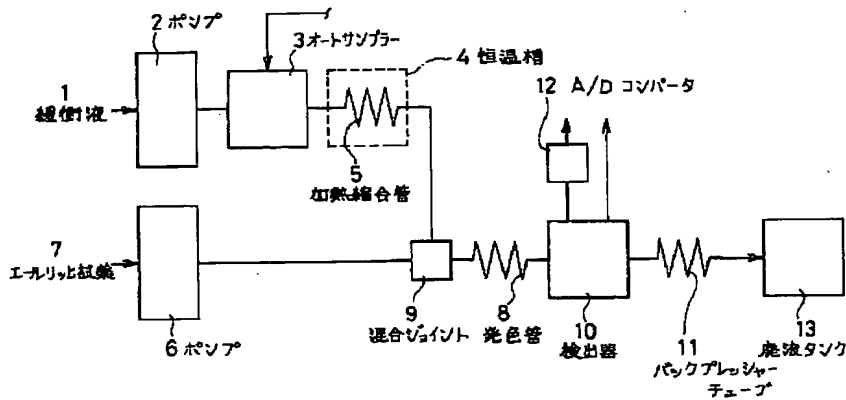 2 ポンプ
3 オートサンプラー
4 恒温槽
1
緩衝液
12 A/D コンバータ
5
加熱縮合管
7
エールリッヒ試薬
6 ポンプ
9
混合ジョイント
8
発色管
10
検出器
11
バックプレッシャー
チューブ
13
廃液タンク